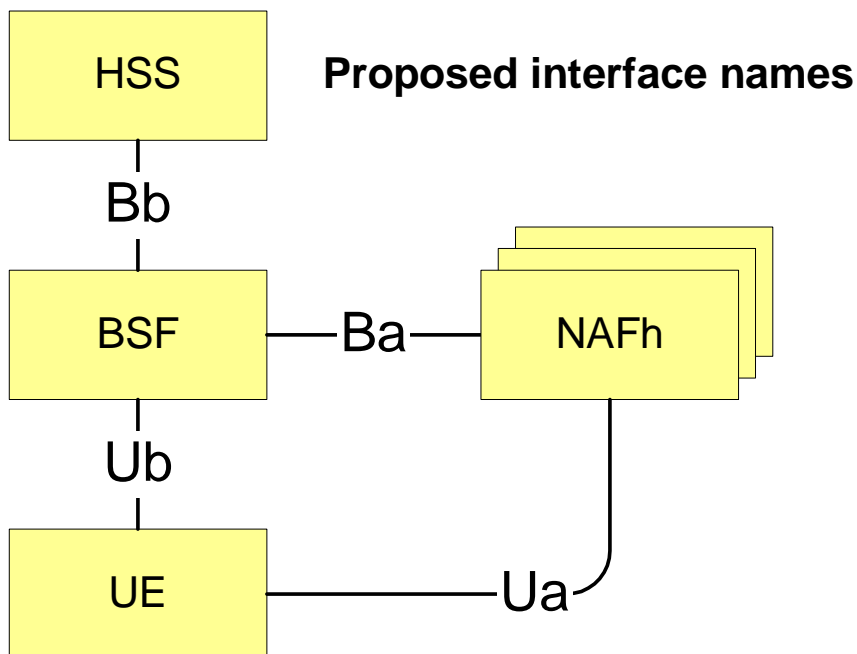 HSS
Proposed interface names
Bb
BSF
Ba
NAFh
Ub
UE
Ua